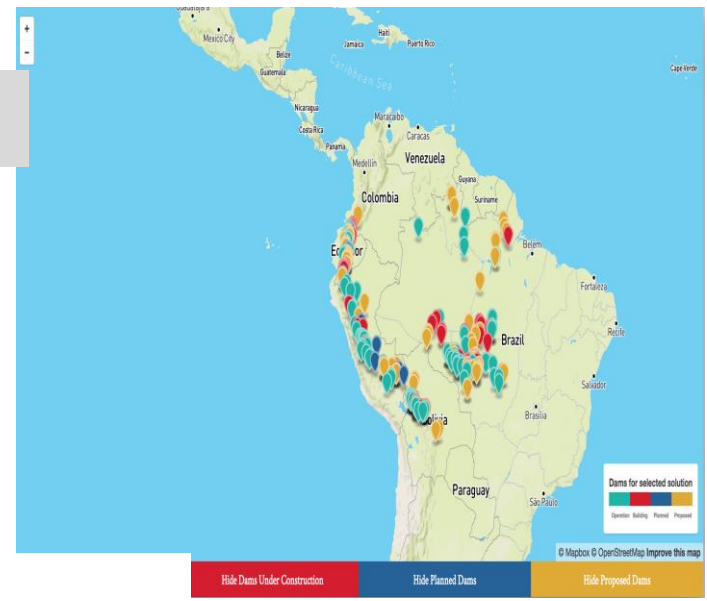 Guadalajara
+
−
Mexico City
Haiti
Jamaica
Puerto Rico
Belize
Guatemala
Caribbean Sea
Cape Verde
Nicaragua
Costa Rica
Maracaibo
Caracas
Panama
Medellin
Venezuela
Guyana
Colombia
Suriname
Belem
Fortaleza
Recife
Brazil
Salvador
Brasilia
Paraguay
São Paulo
Dams for selected solution
Operation Building Planned Proposed
© Mapbox © OpenStreetMap Improve this map
Hide Dams Under Construction
Hide Planned Dams
Hide Proposed Dams